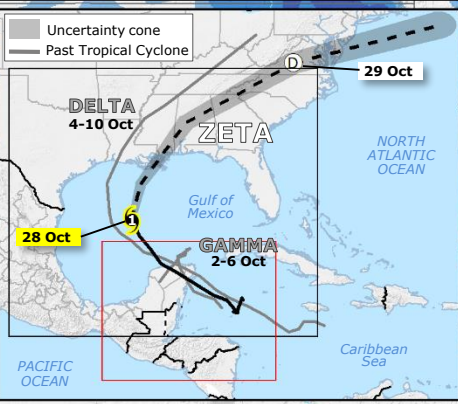 Uncertainty cone
Past Tropical Cyclone
D
29 Oct
DELTA
4-10 Oct
ZETA
NORTH
ATLANTIC
OCEAN
Gulf of
Mexico
1
28 Oct
GAMMA
2-6 Oct
Caribbean
Sea
PACIFIC
OCEAN